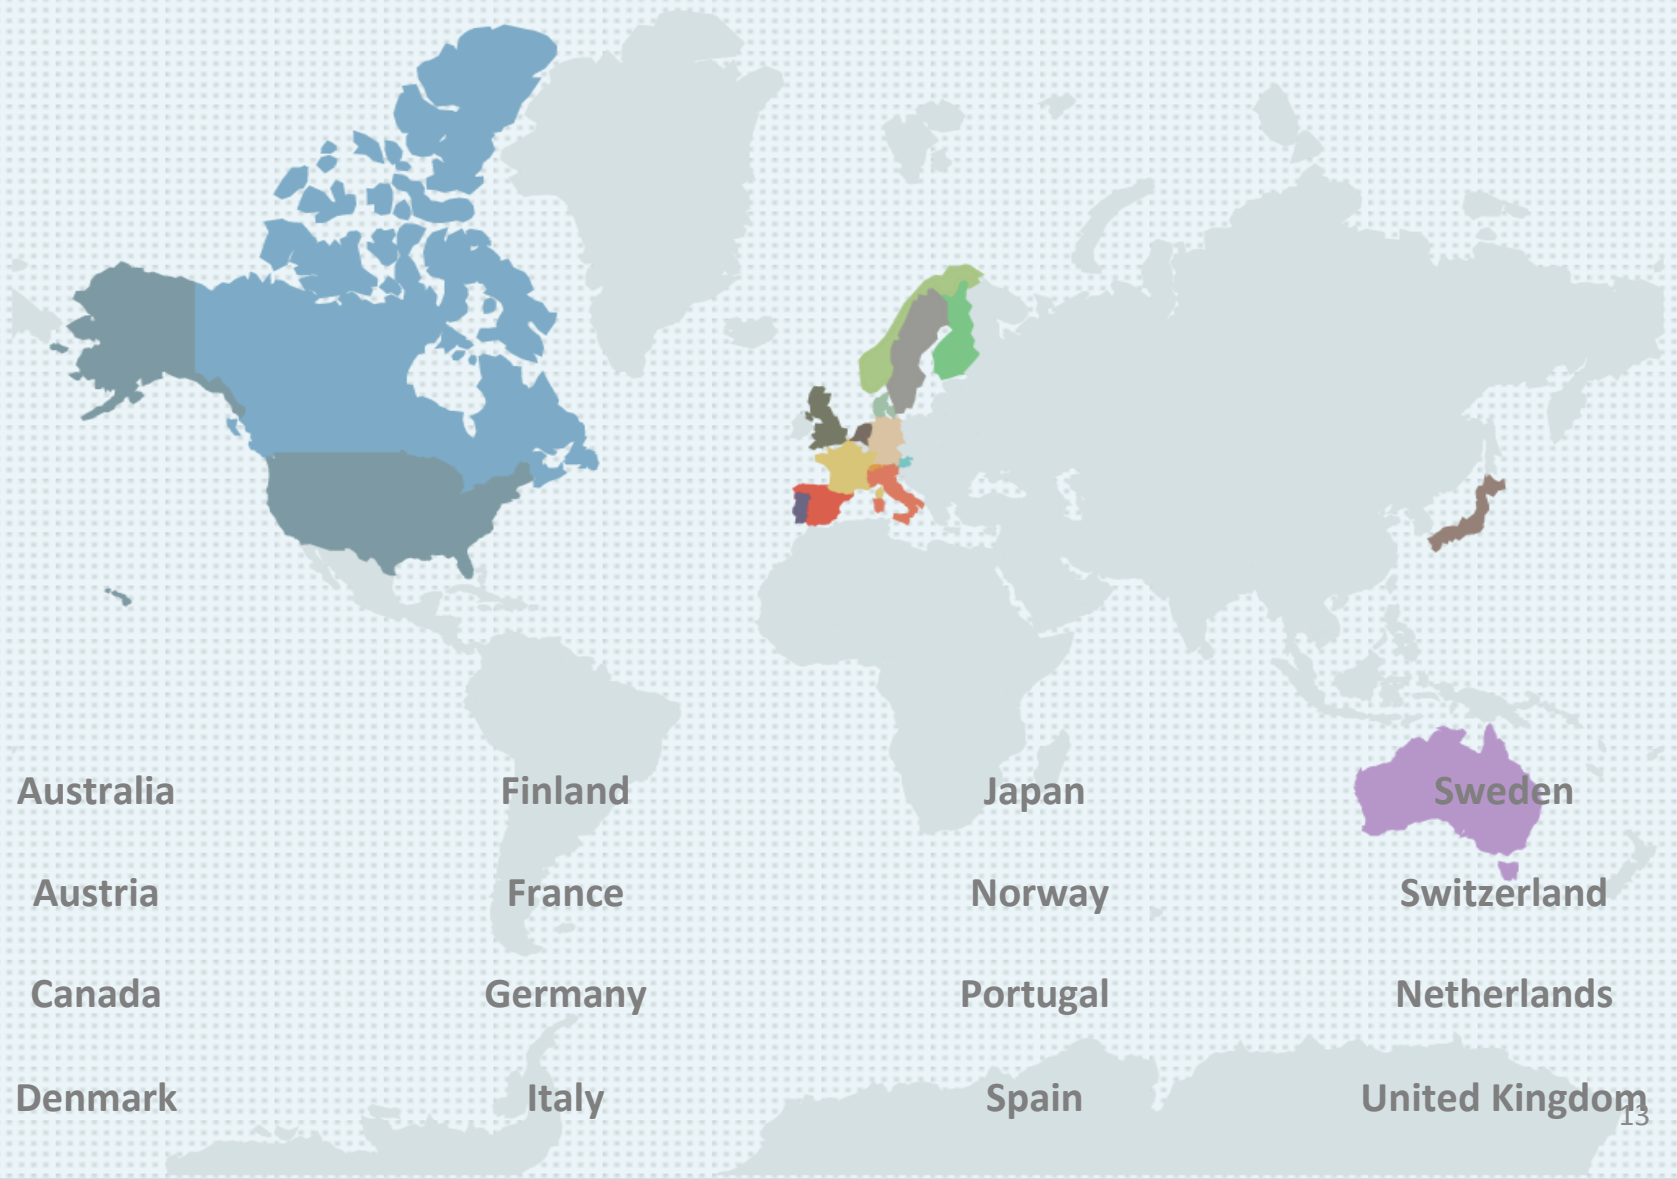 Australia Finland Japan Sweden
Austria France Norway Switzerland
Canada Germany Portugal Netherlands
Denmark Italy Spain United Kingdom
13